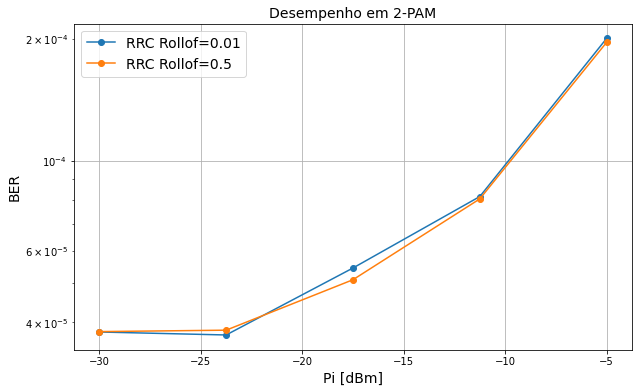 Desempenho em 2-PAM
RRC Rollof=0.01
RRC Rollof=0.5
BER
2 × 10⁻⁴
10⁻⁴
6 × 10⁻⁵
4 × 10⁻⁵
−30 −25 −20 −15 −10 −5
Pi [dBm]